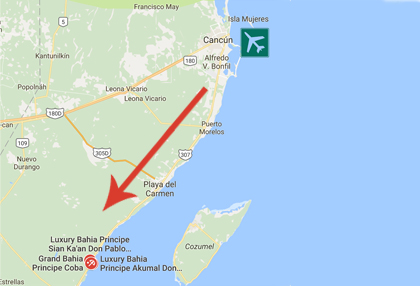 Francisco May
Isla Mujeres
Cancún
Kantunilkín
Alfredo
V. Bonfil
180
Popolnáh
Leona Vicario
Leona Vicario
180D
-can
Puerto
Morelos
109
305D
307
Nuevo
Durango
Playa del
Carmen
Luxury Bahia Principe
Sian Ka'an Don Pablo...
Grand Bahia
Principe Coba
Luxury Bahia
Principe Akumal Don...
Cozumel
Estrellas